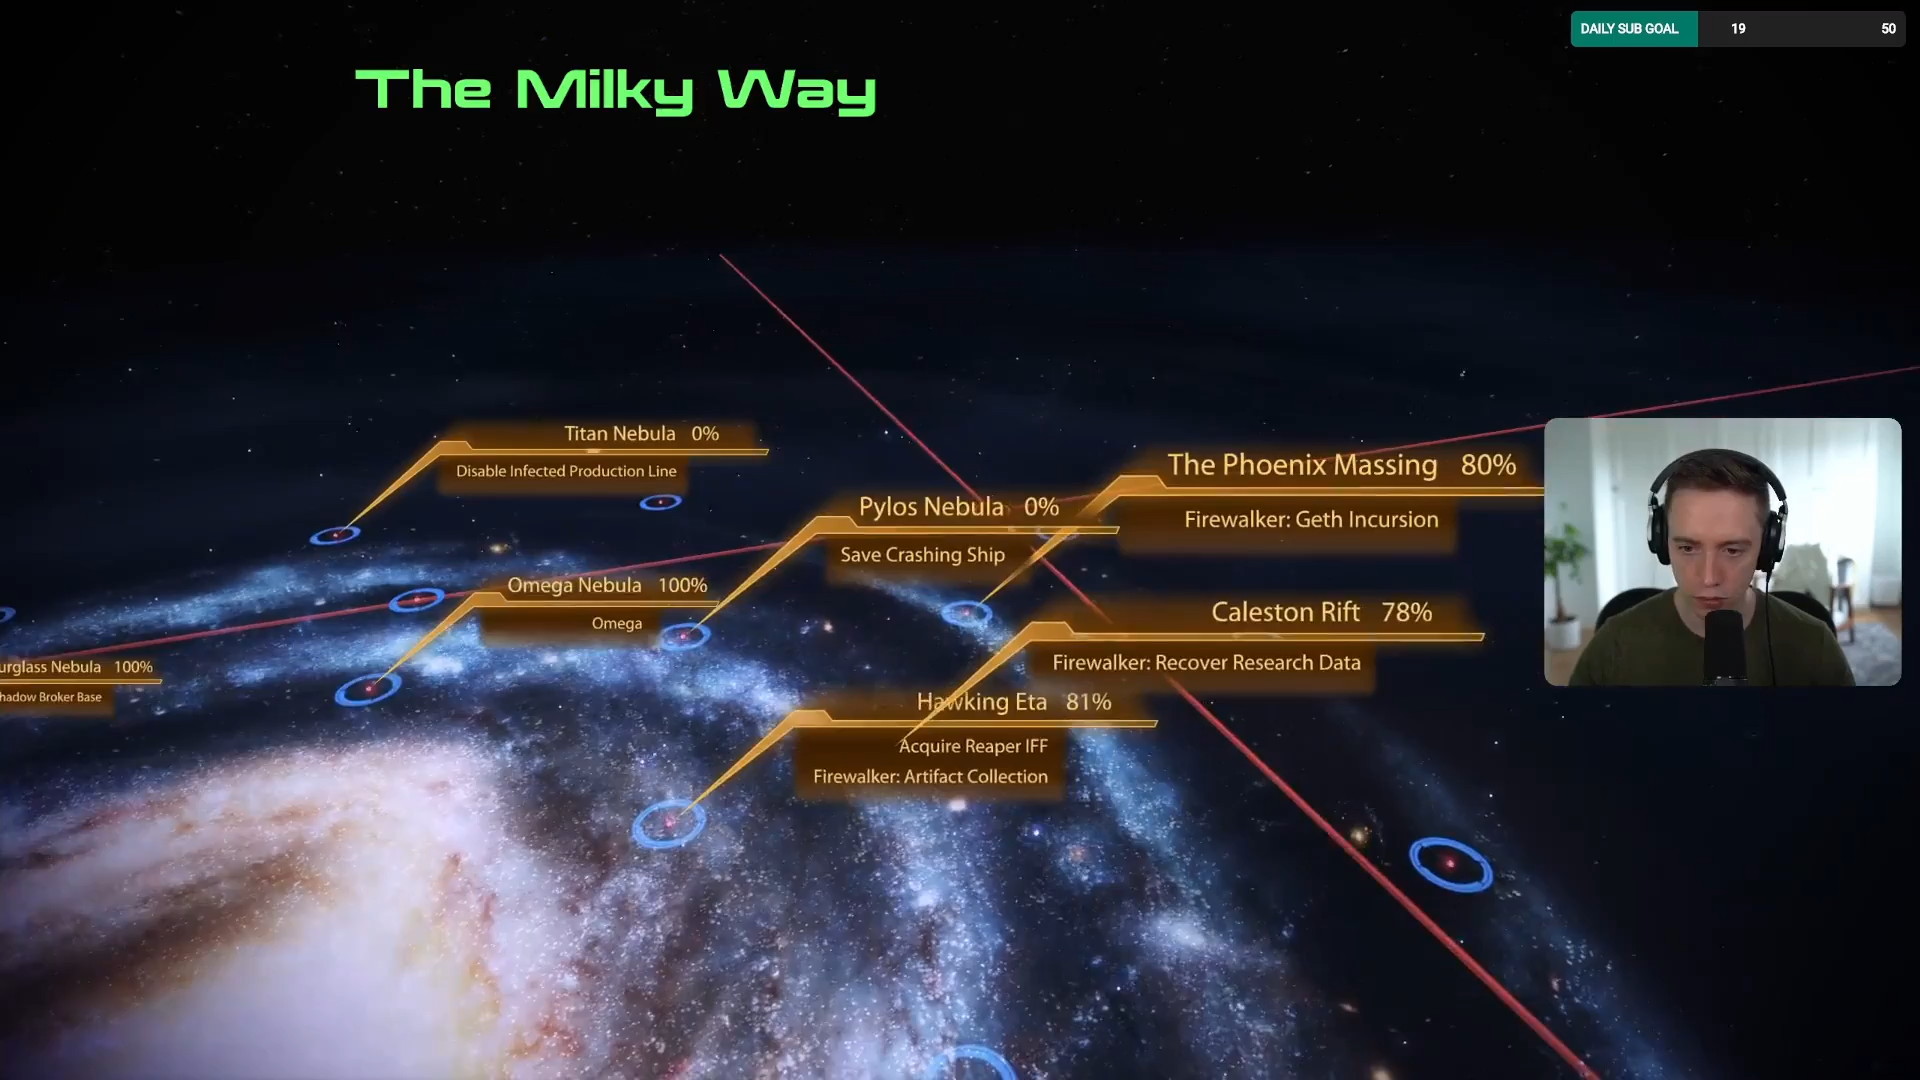 DAILY SUB GOAL 19 50
The Milky Way
Titan Nebula 0%
Disable Infected Production Line
The Phoenix Massing 80%
Firewalker: Geth Incursion
Pylos Nebula 0%
Save Crashing Ship
Omega Nebula 100%
Omega
Caleston Rift 78%
Firewalker: Recover Research Data
urglass Nebula 100%
hadow Broker Base
Hawking Eta 81%
Acquire Reaper IFF
Firewalker: Artifact Collection